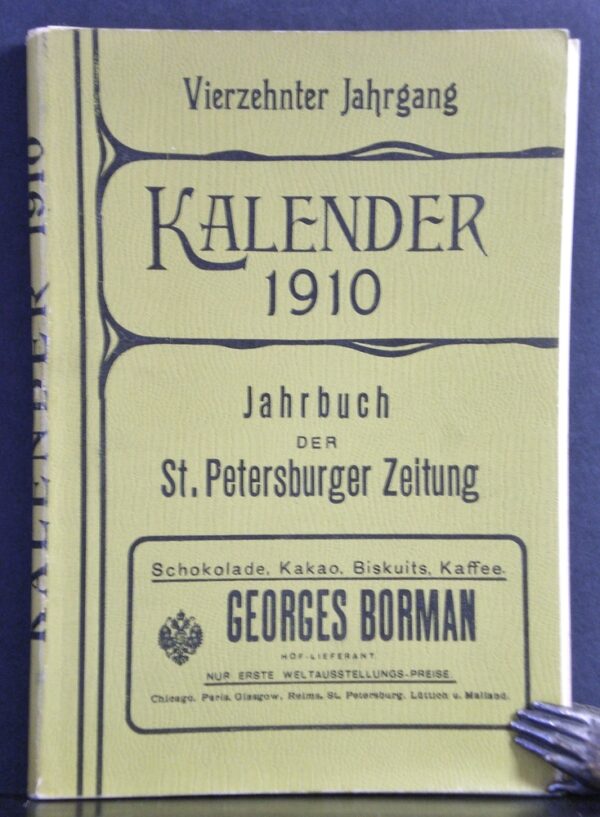 Vierzehnter Jahrgang
KALENDER
1910
Jahrbuch
DER
St. Petersburger Zeitung
Schokolade, Kakao, Biskuits, Kaffee.
GEORGES BORMAN
HOF-LIEFERANT
NUR ERSTE WELTAUSSTELLUNGS-PREISE.
Chicago, Paris, Glasgow, Reims, St. Petersburg, Lüttich u. Mailand.
KALENDER 1910